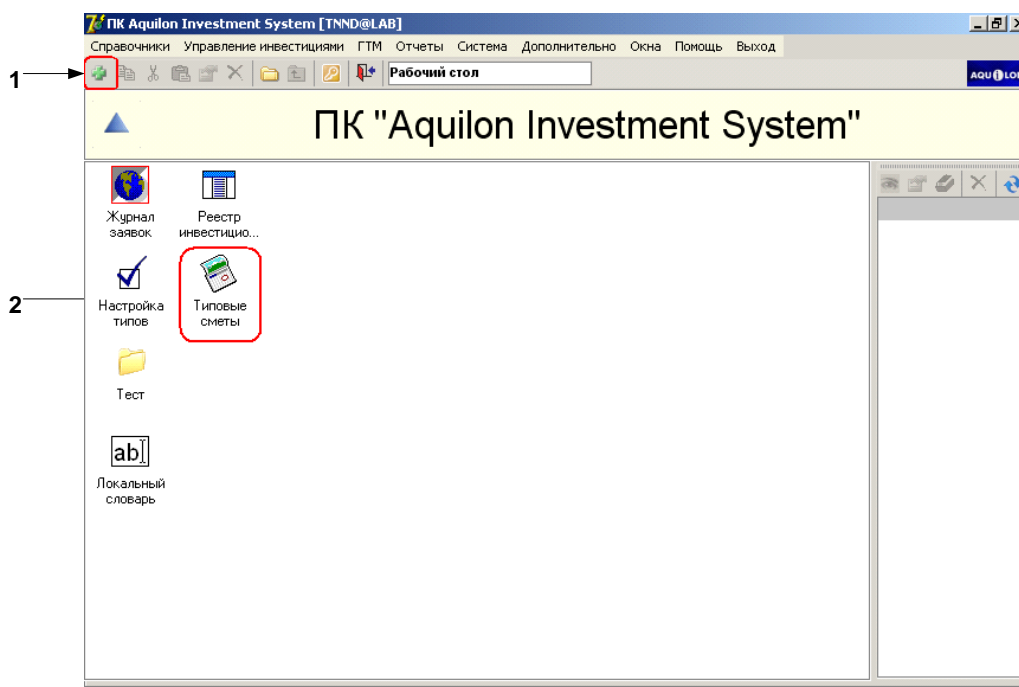 ПК Aquilon Investment System [TNND@LAB]
Справочники Управление инвестициями ГТМ Отчеты Система Дополнительно Окна Помощь Выход
1
Рабочий стол
ПК "Aquilon Investment System"
Журнал заявок
Реестр инвестицио...
2
Настройка типов
Типовые сметы
Тест
ab
Локальный словарь